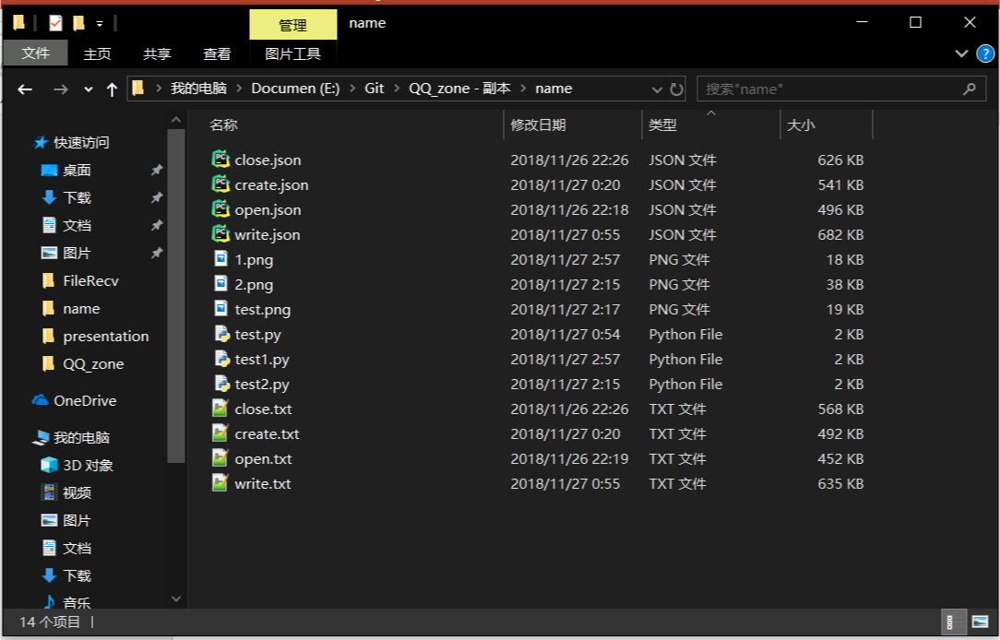 管理 name
文件 主页 共享 查看 图片工具
我的电脑 Documen (E:) Git QQ_zone - 副本 name 搜索"name"
名称 修改日期 类型 大小
快速访问
桌面
下载
文档
图片
FileRecv
name
presentation
QQ_zone
OneDrive
我的电脑
3D 对象
视频
图片
文档
下载
音乐
close.json 2018/11/26 22:26 JSON 文件 626 KB
create.json 2018/11/27 0:20 JSON 文件 541 KB
open.json 2018/11/26 22:18 JSON 文件 496 KB
write.json 2018/11/27 0:55 JSON 文件 682 KB
1.png 2018/11/27 2:57 PNG 文件 18 KB
2.png 2018/11/27 2:15 PNG 文件 38 KB
test.png 2018/11/27 2:17 PNG 文件 19 KB
test.py 2018/11/27 0:54 Python File 2 KB
test1.py 2018/11/27 2:57 Python File 2 KB
test2.py 2018/11/27 2:15 Python File 2 KB
close.txt 2018/11/26 22:26 TXT 文件 568 KB
create.txt 2018/11/27 0:20 TXT 文件 492 KB
open.txt 2018/11/26 22:19 TXT 文件 452 KB
write.txt 2018/11/27 0:55 TXT 文件 635 KB
14 个项目